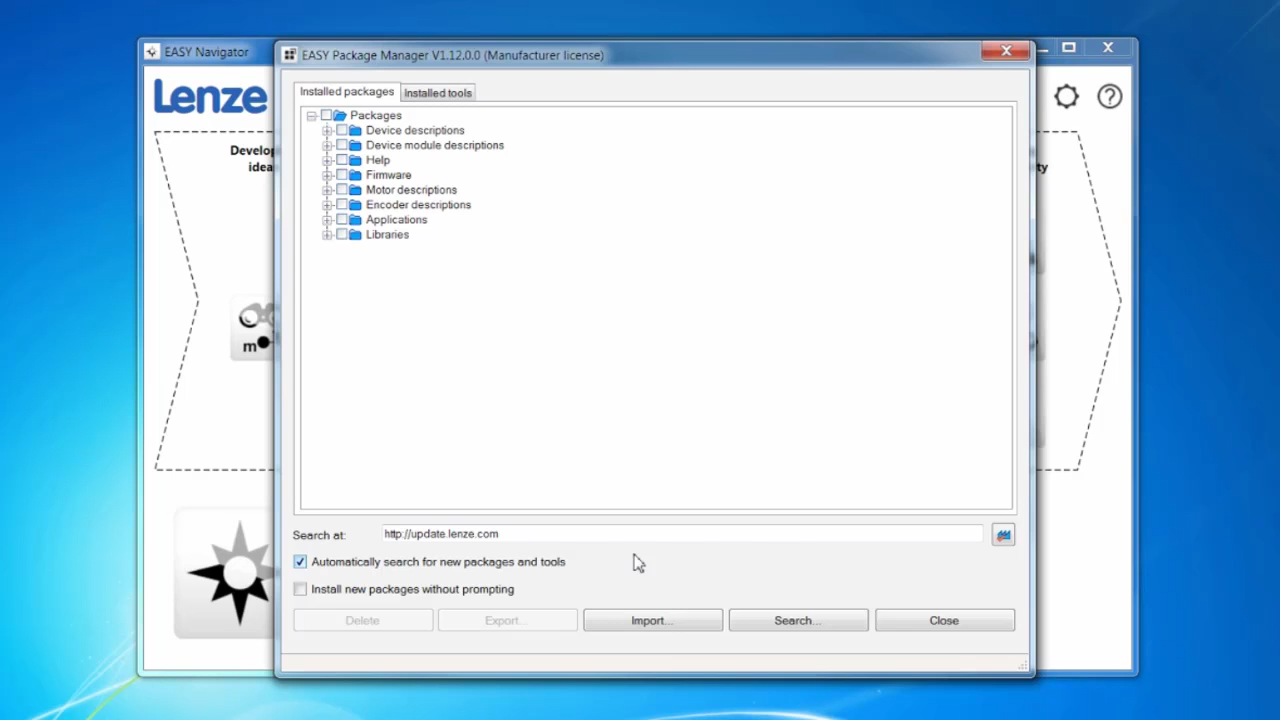 EASY Navigator
EASY Package Manager V1.12.0.0 (Manufacturer license)
Lenze
Installed packages
Installed tools
Packages
Device descriptions
Device module descriptions
Help
Firmware
Motor descriptions
Encoder descriptions
Applications
Libraries
Develop
idea
ty
m
Search at:
http://update.lenze.com
Automatically search for new packages and tools
Install new packages without prompting
Delete
Export...
Import...
Search...
Close